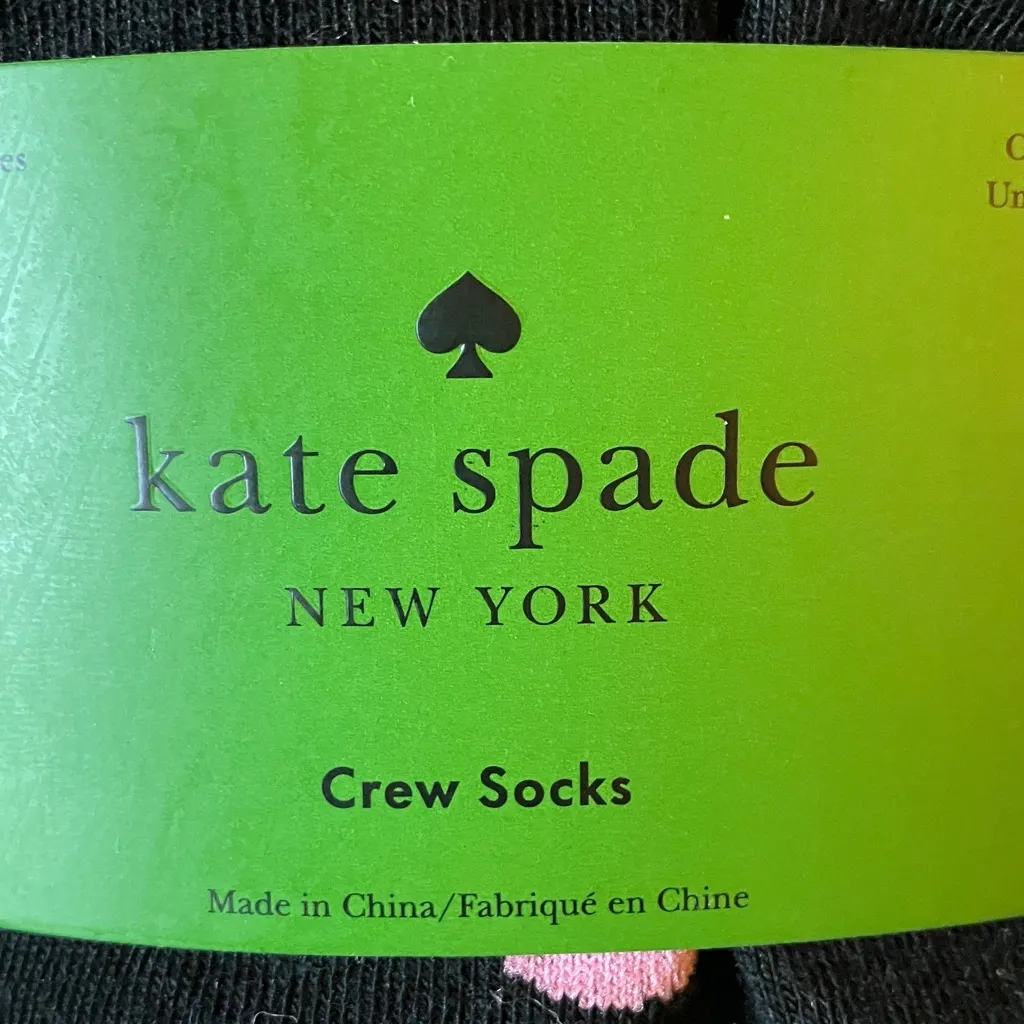 kate spade
NEW YORK
Crew Socks
Made in China/Fabriqué en Chine